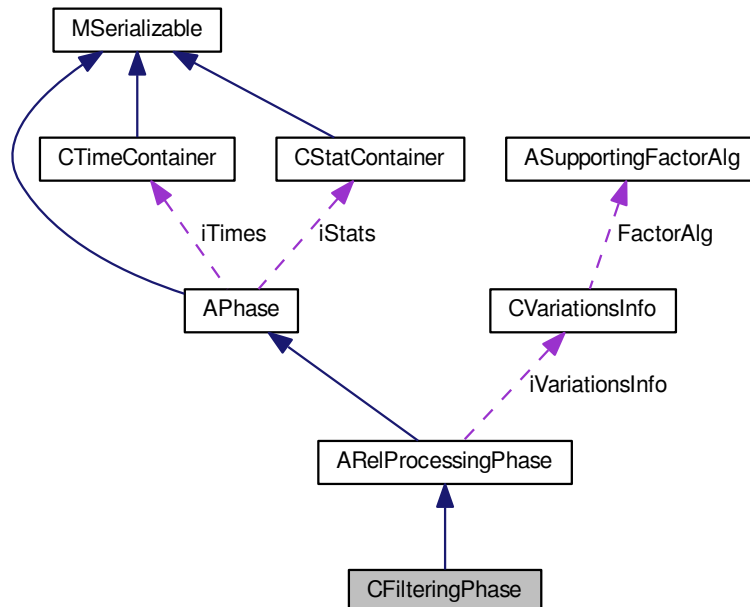 MSerializable
CTimeContainer
CStatContainer
ASupportingFactorAlg
iTimes
iStats
FactorAlg
APhase
CVariationsInfo
iVariationsInfo
ARelProcessingPhase
CFilteringPhase